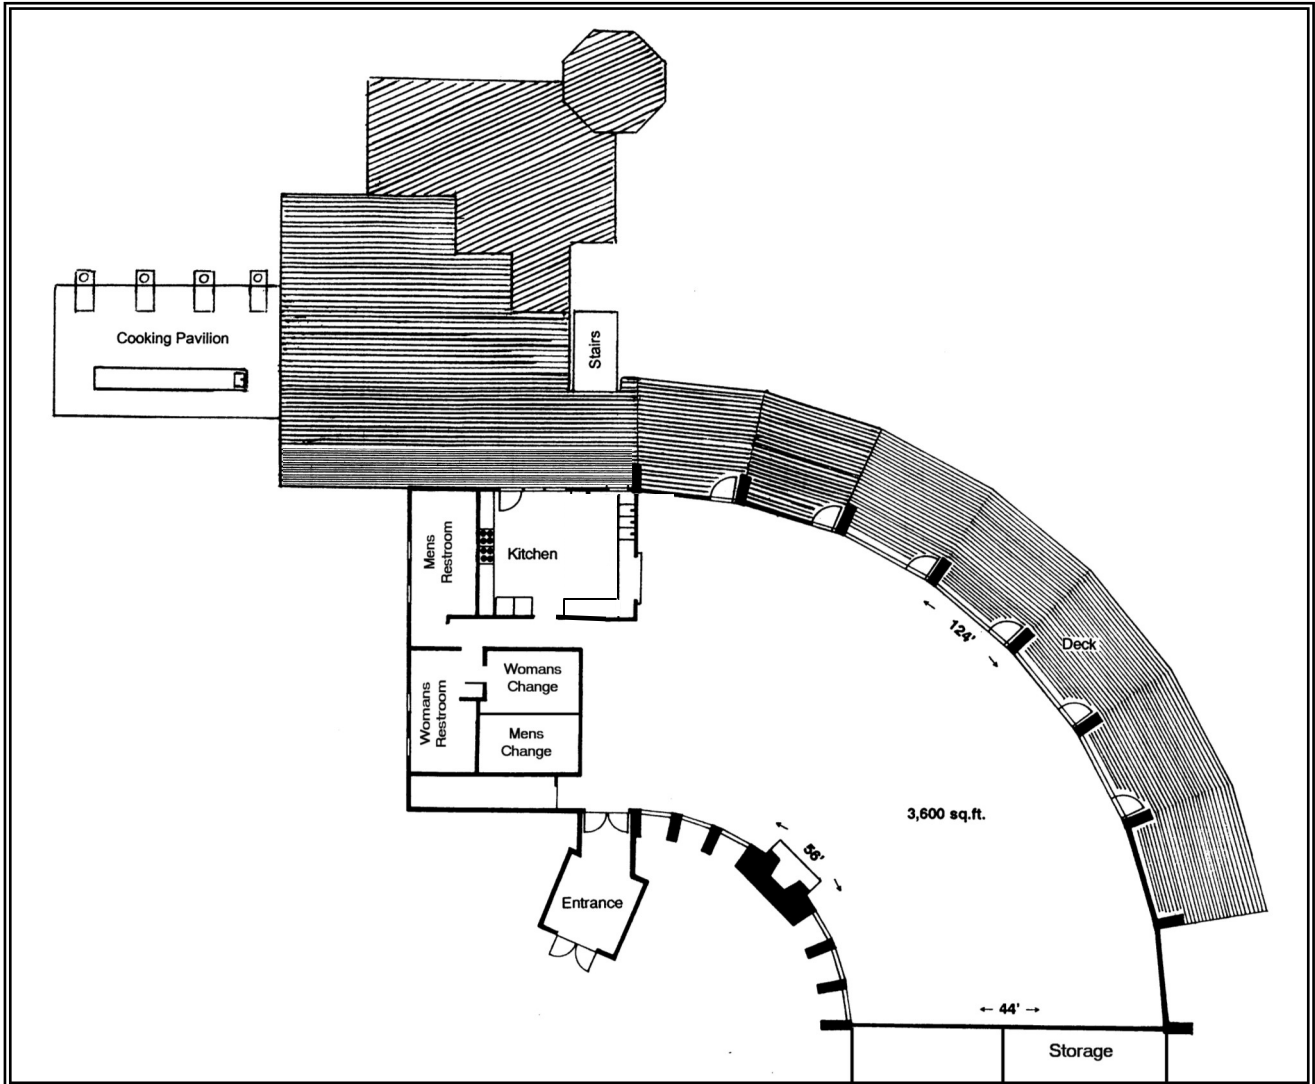 Cooking Pavilion
Stairs
Mens
Restroom
Kitchen
124'
Deck
Womans
Restroom
Womans
Change
Mens
Change
3,600 sq.ft.
56'
Entrance
44'
Storage